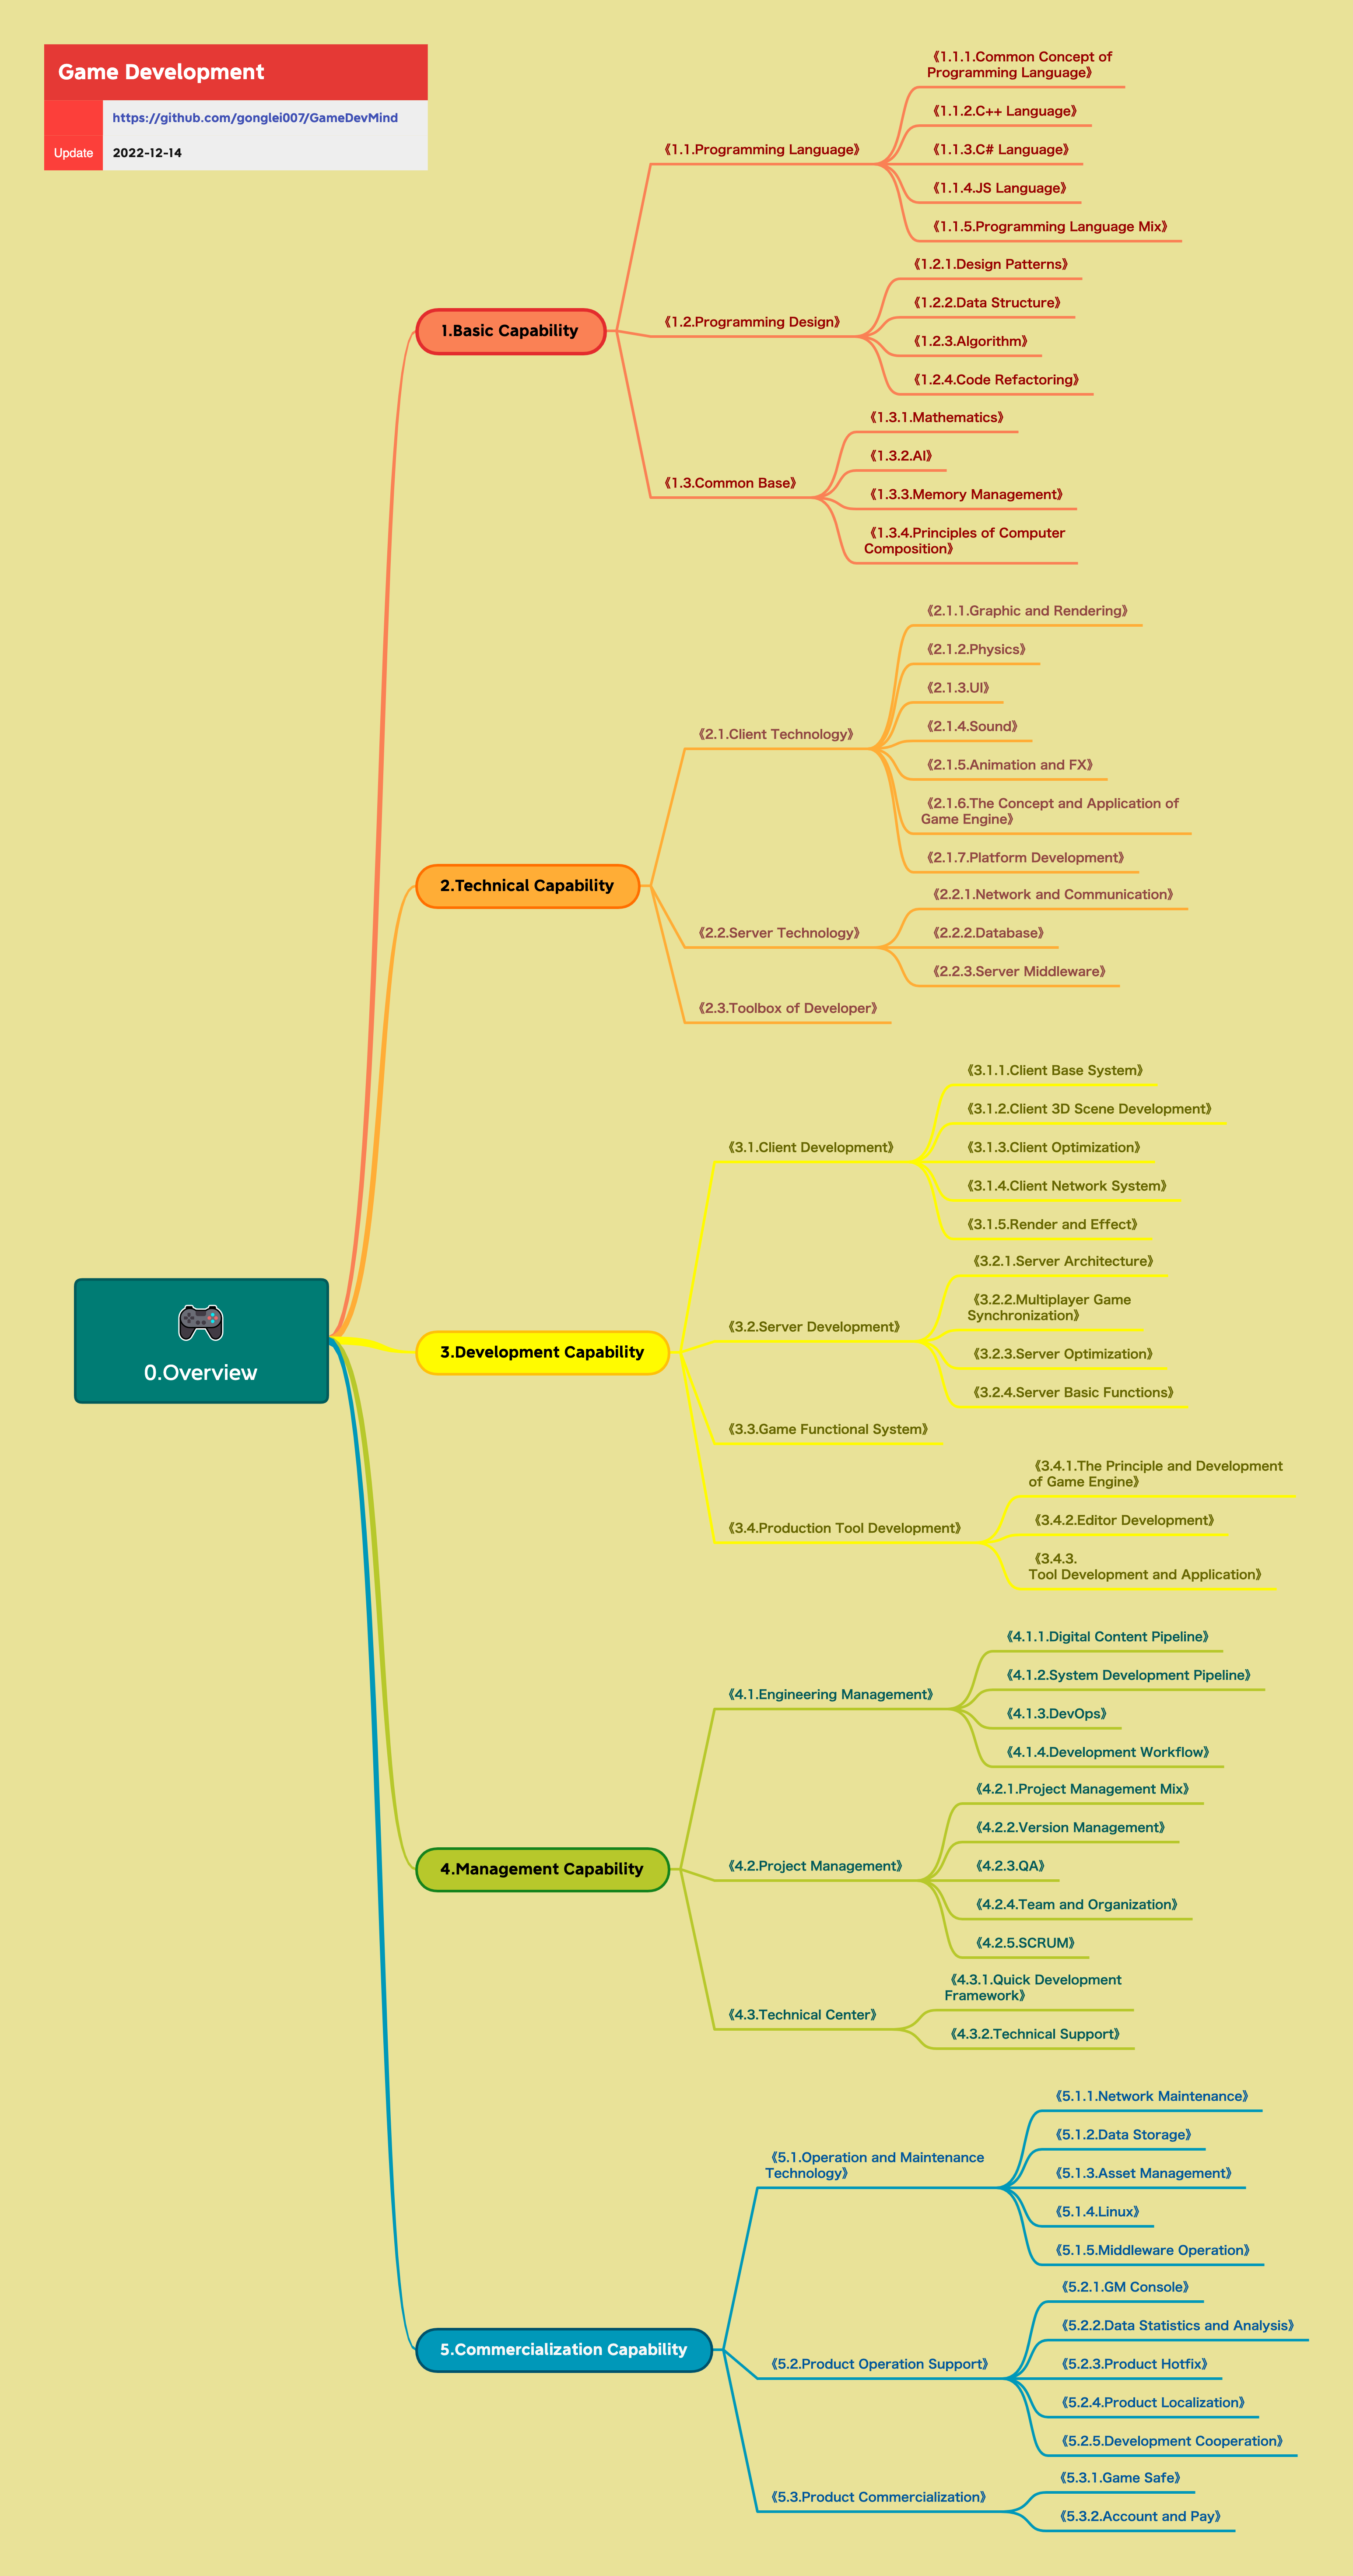 Game Development
https://github.com/gonglei007/GameDevMind
Update 2022-12-14
0.Overview
1.Basic Capability
《1.1.Programming Language》
《1.1.1.Common Concept of
Programming Language》
《1.1.2.C++ Language》
《1.1.3.C# Language》
《1.1.4.JS Language》
《1.1.5.Programming Language Mix》
《1.2.Programming Design》
《1.2.1.Design Patterns》
《1.2.2.Data Structure》
《1.2.3.Algorithm》
《1.2.4.Code Refactoring》
《1.3.Common Base》
《1.3.1.Mathematics》
《1.3.2.AI》
《1.3.3.Memory Management》
《1.3.4.Principles of Computer
Composition》
2.Technical Capability
《2.1.Client Technology》
《2.1.1.Graphic and Rendering》
《2.1.2.Physics》
《2.1.3.UI》
《2.1.4.Sound》
《2.1.5.Animation and FX》
《2.1.6.The Concept and Application of
Game Engine》
《2.1.7.Platform Development》
《2.2.Server Technology》
《2.2.1.Network and Communication》
《2.2.2.Database》
《2.2.3.Server Middleware》
《2.3.Toolbox of Developer》
3.Development Capability
《3.1.Client Development》
《3.1.1.Client Base System》
《3.1.2.Client 3D Scene Development》
《3.1.3.Client Optimization》
《3.1.4.Client Network System》
《3.1.5.Render and Effect》
《3.2.Server Development》
《3.2.1.Server Architecture》
《3.2.2.Multiplayer Game
Synchronization》
《3.2.3.Server Optimization》
《3.2.4.Server Basic Functions》
《3.3.Game Functional System》
《3.4.Production Tool Development》
《3.4.1.The Principle and Development
of Game Engine》
《3.4.2.Editor Development》
《3.4.3.
Tool Development and Application》
4.Management Capability
《4.1.Engineering Management》
《4.1.1.Digital Content Pipeline》
《4.1.2.System Development Pipeline》
《4.1.3.DevOps》
《4.1.4.Development Workflow》
《4.2.Project Management》
《4.2.1.Project Management Mix》
《4.2.2.Version Management》
《4.2.3.QA》
《4.2.4.Team and Organization》
《4.2.5.SCRUM》
《4.3.Technical Center》
《4.3.1.Quick Development
Framework》
《4.3.2.Technical Support》
5.Commercialization Capability
《5.1.Operation and Maintenance
Technology》
《5.1.1.Network Maintenance》
《5.1.2.Data Storage》
《5.1.3.Asset Management》
《5.1.4.Linux》
《5.1.5.Middleware Operation》
《5.2.Product Operation Support》
《5.2.1.GM Console》
《5.2.2.Data Statistics and Analysis》
《5.2.3.Product Hotfix》
《5.2.4.Product Localization》
《5.2.5.Development Cooperation》
《5.3.Product Commercialization》
《5.3.1.Game Safe》
《5.3.2.Account and Pay》